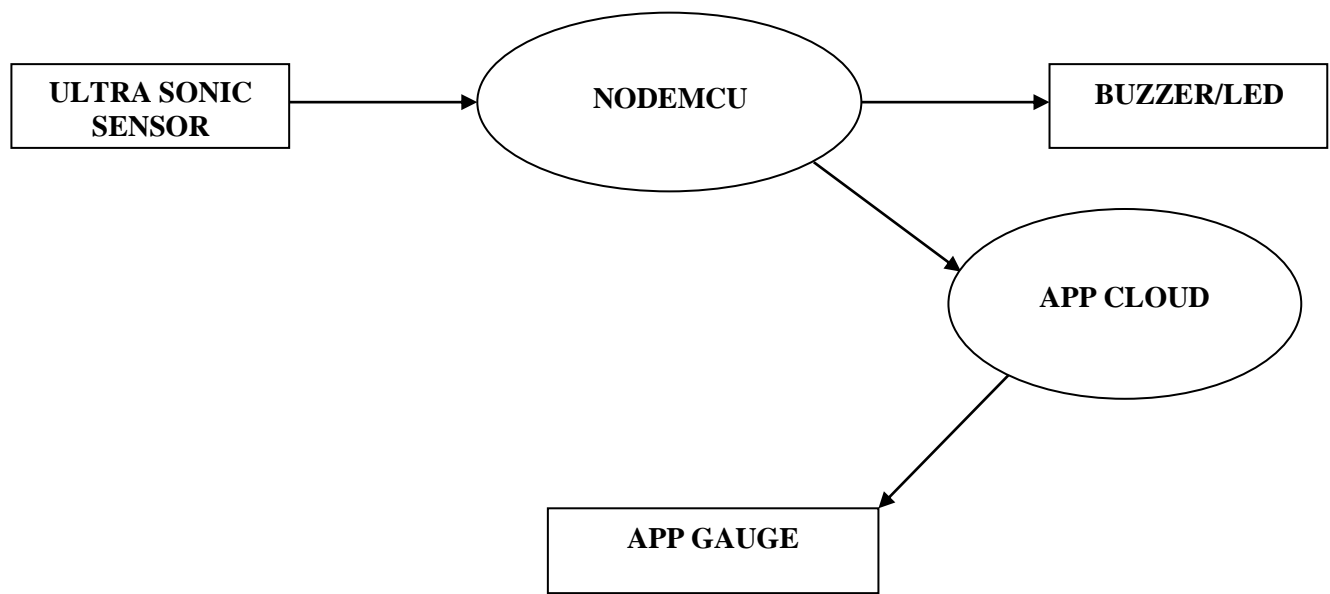 ULTRA SONIC
SENSOR
NODEMCU
BUZZER/LED
APP CLOUD
APP GAUGE